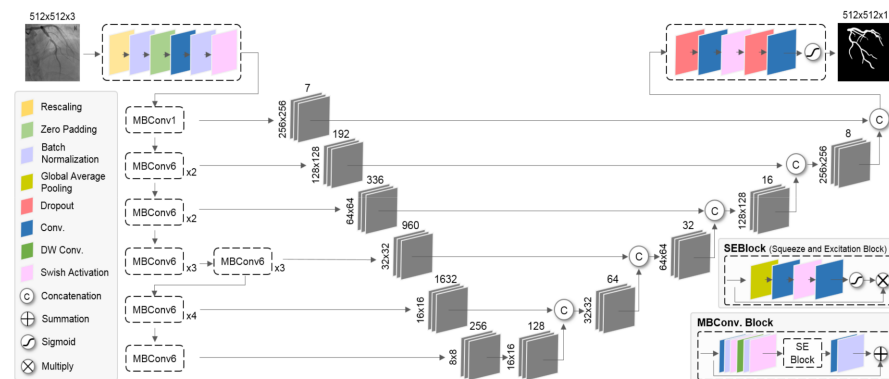 512x512x3
512x512x1
Rescaling
Zero Padding
Batch
Normalization
Global Average
Pooling
Dropout
Conv.
DW Conv.
Swish Activation
C Concatenation
Summation
Sigmoid
Multiply
MBConv1
MBConv6 x2
MBConv6 x2
MBConv6 x3
MBConv6 x3
MBConv6 x4
MBConv6
7
256x256
192
128x128
336
64x64
960
32x32
1632
16x16
256
8x8
128
16x16
C
64
32x32
C
32
64x64
C
16
128x128
C
8
256x256
C
SEBlock (Squeeze and Excitation Block)
MBConv. Block
SE
Block